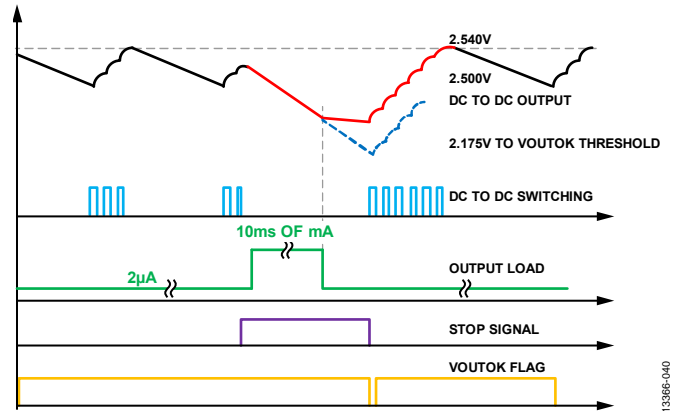 2.540V
2.500V
DC TO DC OUTPUT
2.175V TO VOUTOK THRESHOLD
DC TO DC SWITCHING
10ms OF mA
2µA
OUTPUT LOAD
STOP SIGNAL
VOUTOK FLAG
13366-040